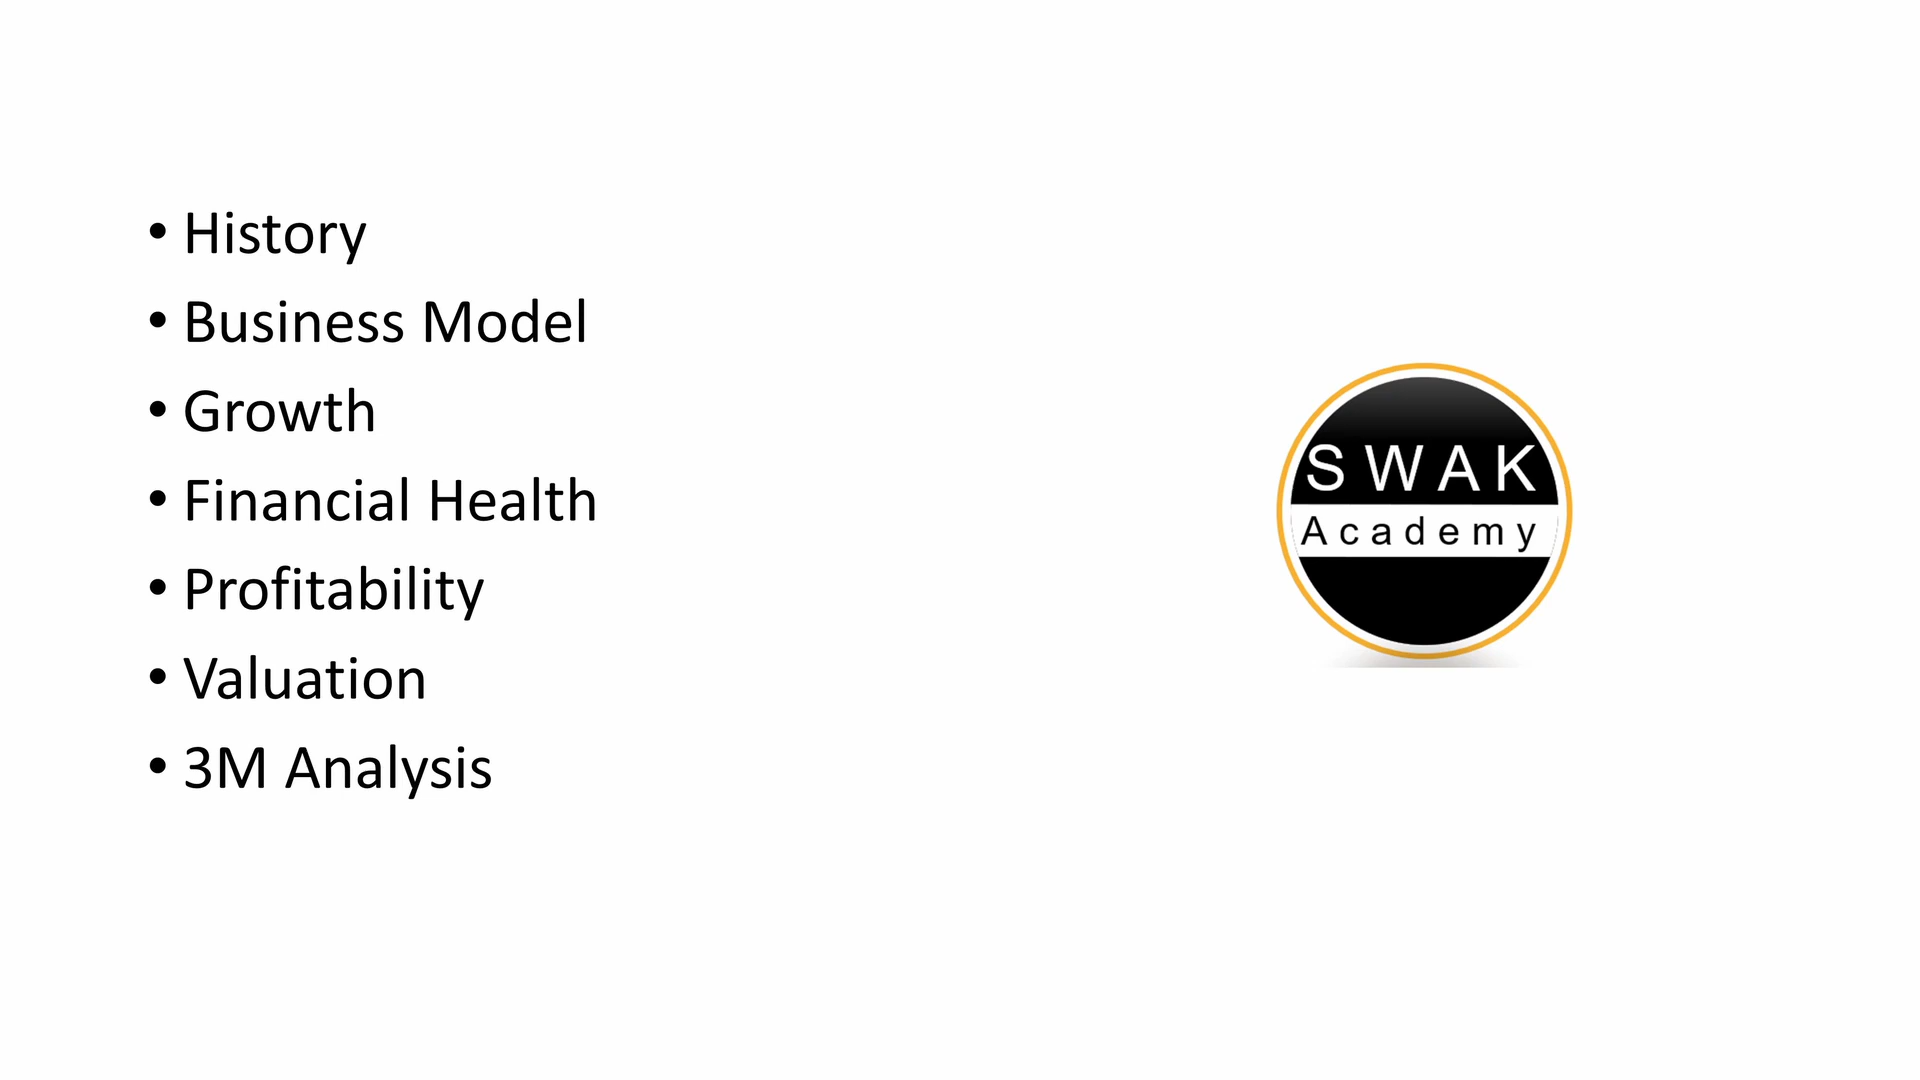 • History
• Business Model
• Growth
• Financial Health
• Profitability
• Valuation
• 3M Analysis
SWAK
Academy